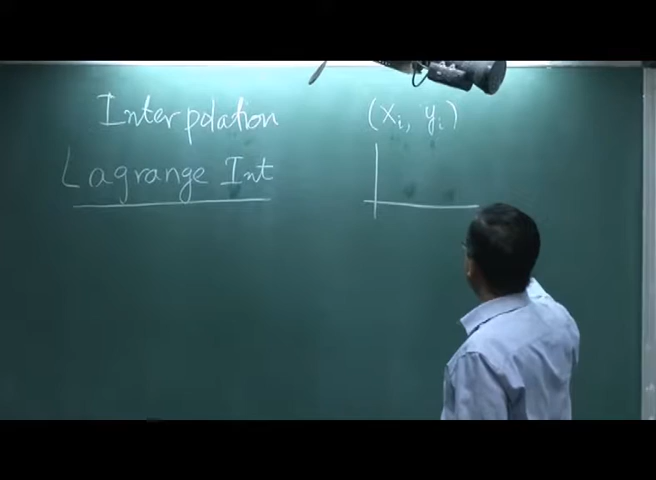 Interpolation
Lagrange Int
(xi, yi)